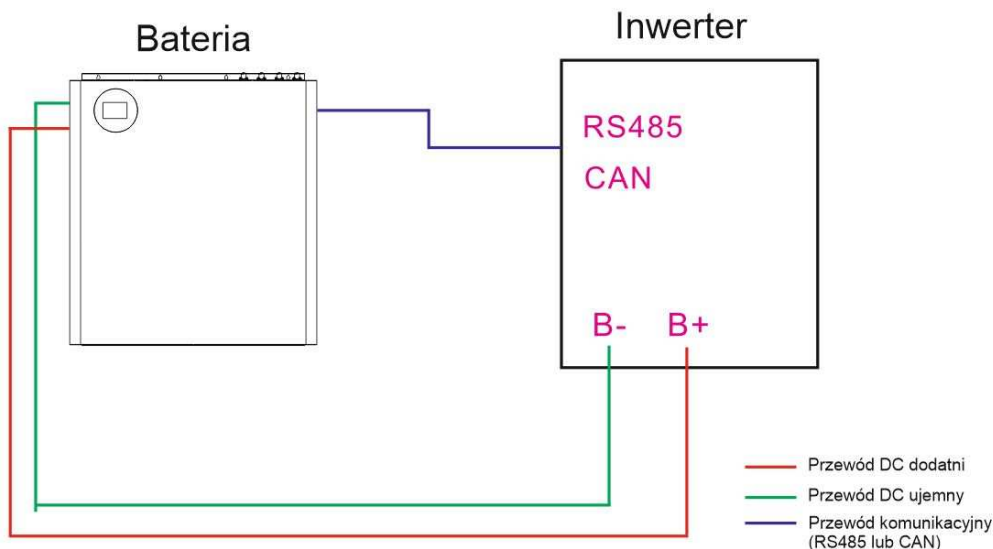 Bateria
Inwerter
RS485
CAN
B- B+
Przewód DC dodatni
Przewód DC ujemny
Przewód komunikacyjny
(RS485 lub CAN)